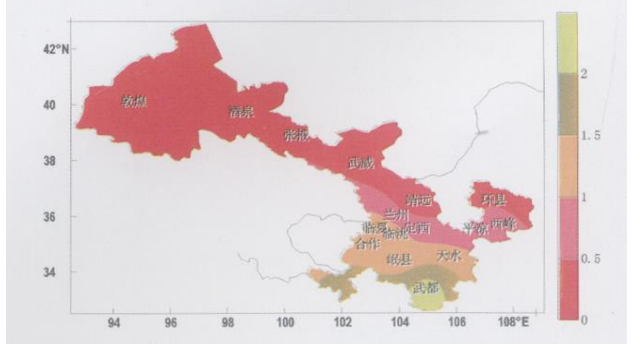 42°N
2
敦煌
40
酒泉
1.5
张掖
38
武威
1
靖远
环县
兰州
36
临夏
临洮
定西
平凉
西峰
合作
岷县
天水
0.5
34
武都
0
94
96
98
100
102
104
106
108°E